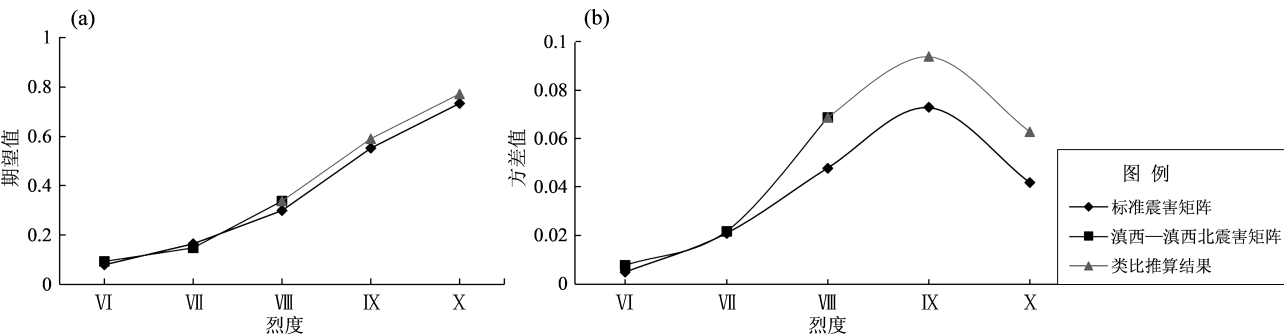 (a)
1
0.8
0.6
0.4
0.2
0
期望值
Ⅵ Ⅶ Ⅷ Ⅸ Ⅹ
烈度
(b)
0.1
0.08
0.06
0.04
0.02
0
方差值
Ⅵ Ⅶ Ⅷ Ⅸ Ⅹ
烈度
图 例
标准震害矩阵
滇西—滇西北震害矩阵
类比推算结果